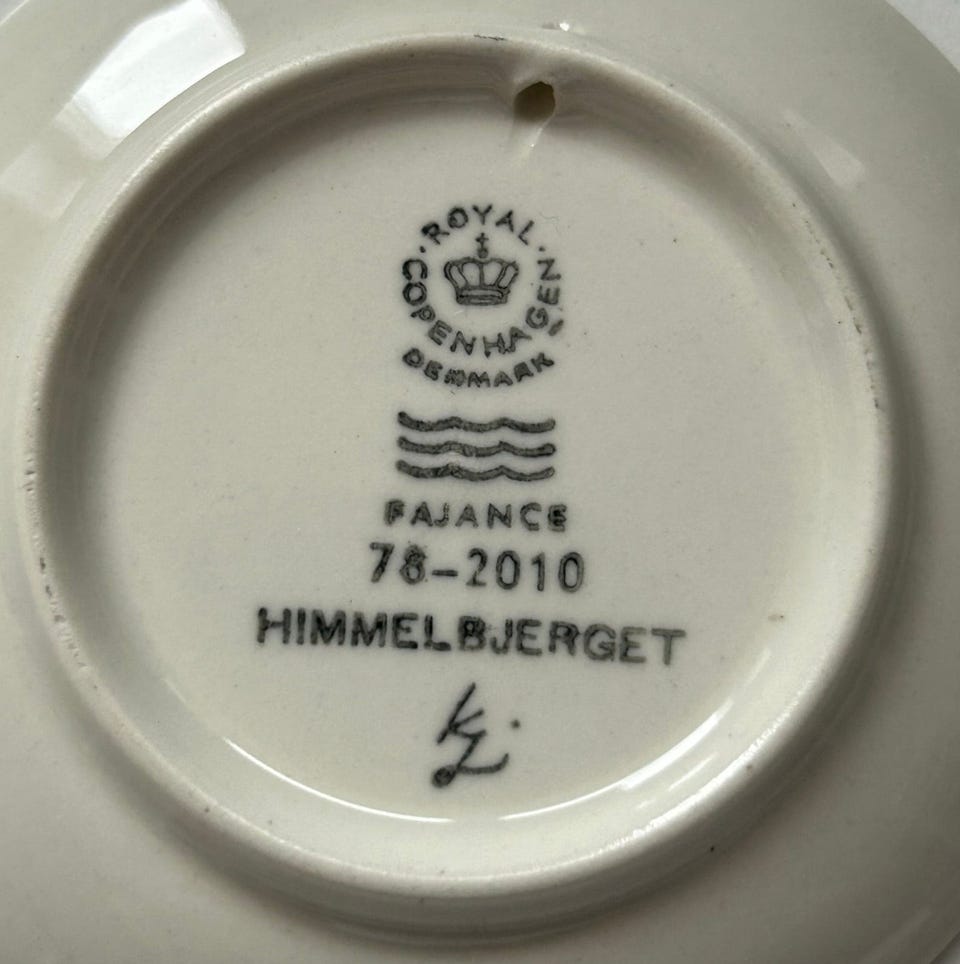 ROYAL
COPENHAGEN
DENMARK
FAJANCE
78-2010
HIMMELBJERGET